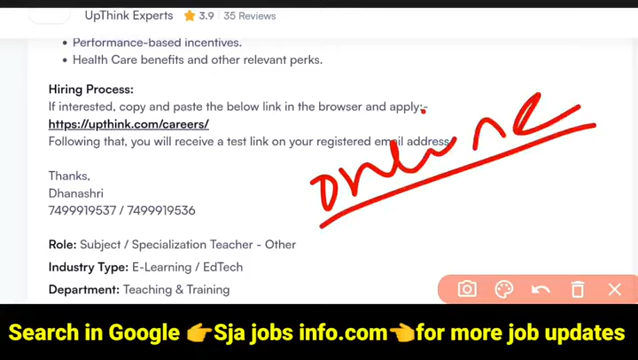 UpThink Experts ★ 3.9 35 Reviews
• Performance-based incentives.
• Health Care benefits and other relevant perks.
Hiring Process:
If interested, copy and paste the below link in the browser and apply:-
https://upthink.com/careers/
Following that, you will receive a test link on your registered email address
online
Thanks,
Dhanashri
7499919537 / 7499919536
Role: Subject / Specialization Teacher - Other
Industry Type: E-Learning / EdTech
Department: Teaching & Training
Search in Google 👉Sja jobs info.com👈for more job updates